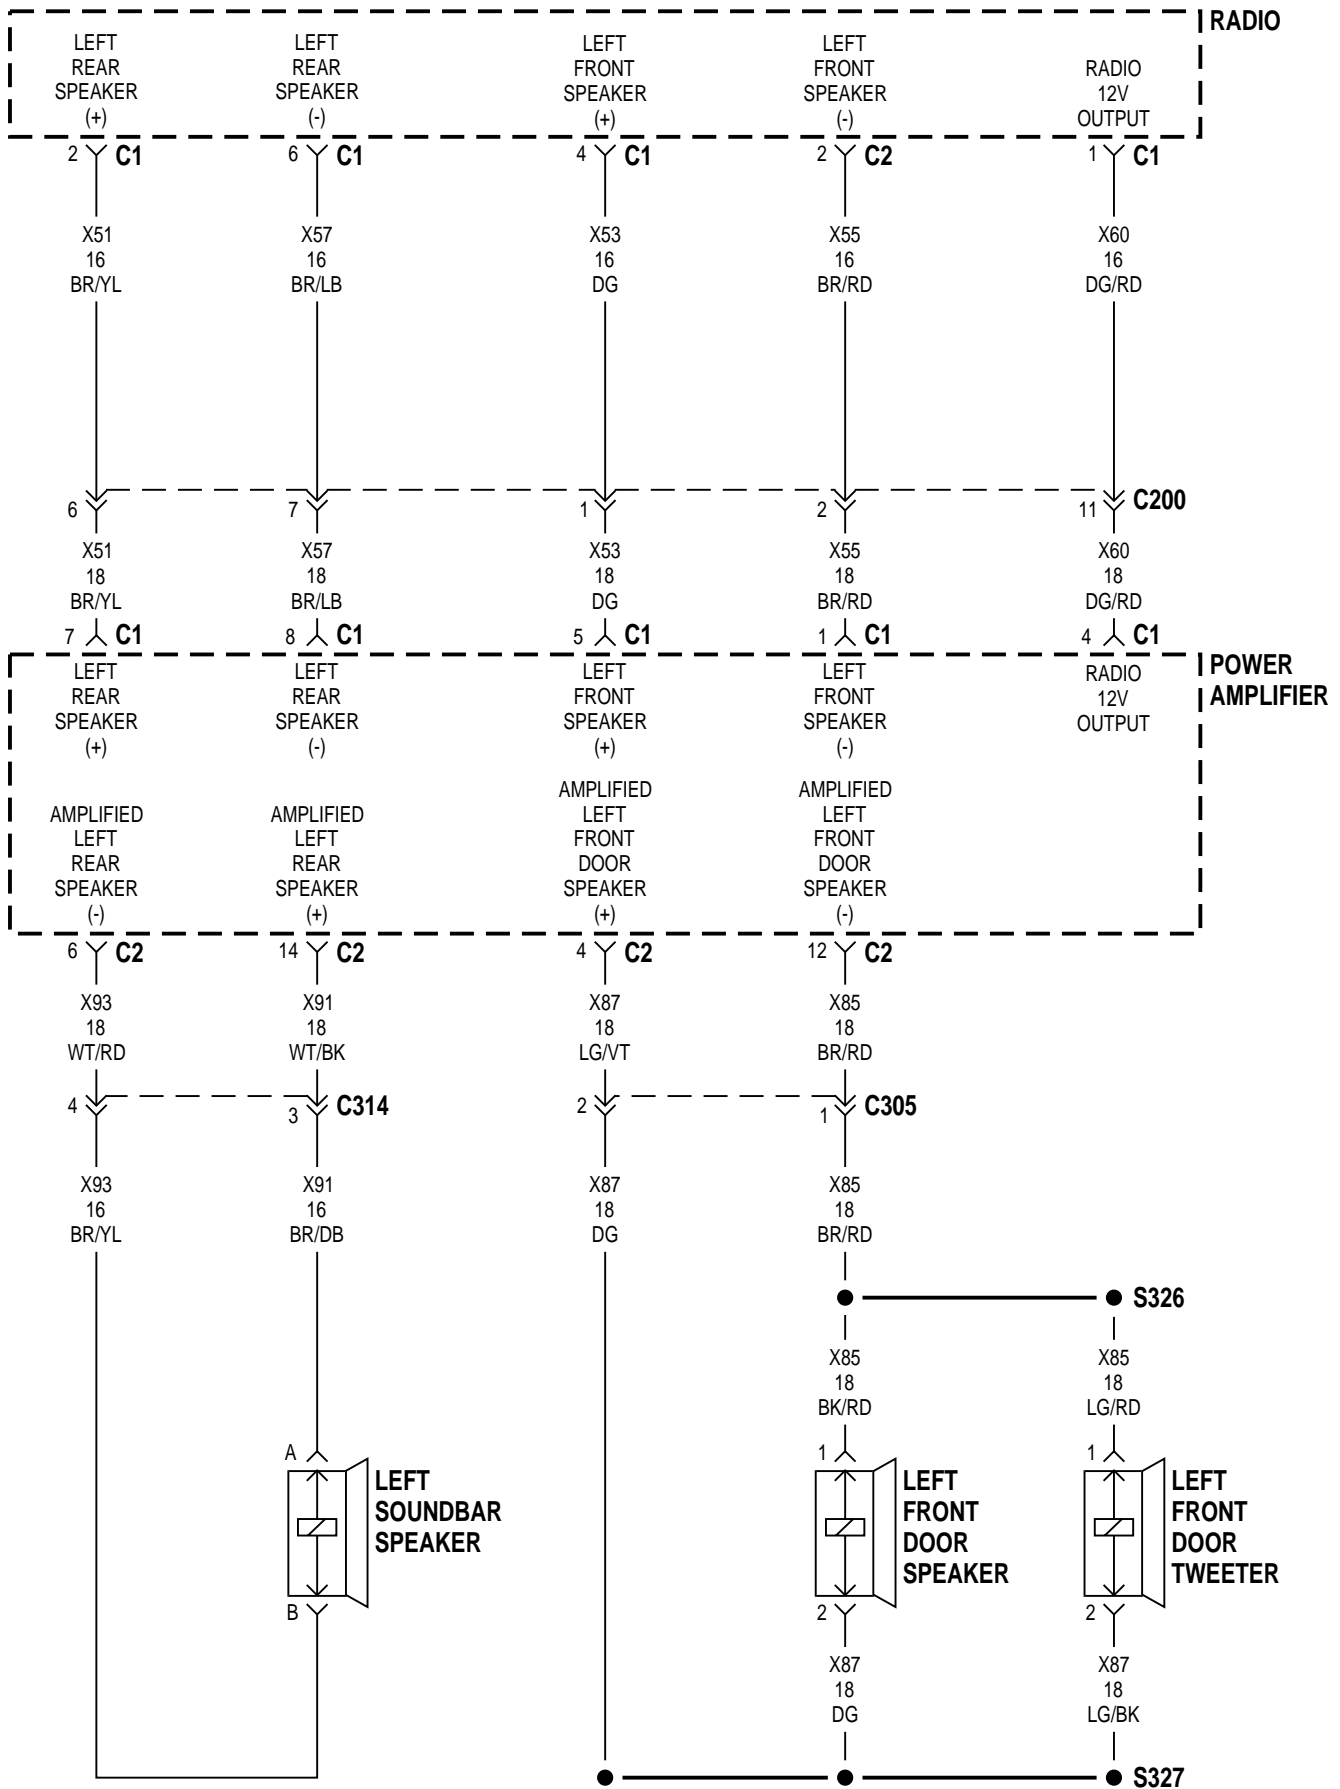 RADIO
LEFT
REAR
SPEAKER
(+)
LEFT
REAR
SPEAKER
(-)
LEFT
FRONT
SPEAKER
(+)
LEFT
FRONT
SPEAKER
(-)
RADIO
12V
OUTPUT
2 C1
6 C1
4 C1
2 C2
1 C1
X51
16
BR/YL
X57
16
BR/LB
X53
16
DG
X55
16
BR/RD
X60
16
DG/RD
6
7
1
2
11
C200
X51
18
BR/YL
X57
18
BR/LB
X53
18
DG
X55
18
BR/RD
X60
18
DG/RD
7 C1
8 C1
5 C1
1 C1
4 C1
POWER
AMPLIFIER
LEFT
REAR
SPEAKER
(+)
LEFT
REAR
SPEAKER
(-)
LEFT
FRONT
SPEAKER
(+)
LEFT
FRONT
SPEAKER
(-)
RADIO
12V
OUTPUT
AMPLIFIED
LEFT
REAR
SPEAKER
(-)
AMPLIFIED
LEFT
REAR
SPEAKER
(+)
AMPLIFIED
LEFT
FRONT
DOOR
SPEAKER
(+)
AMPLIFIED
LEFT
FRONT
DOOR
SPEAKER
(-)
6 C2
14 C2
4 C2
12 C2
X93
18
WT/RD
X91
18
WT/BK
X87
18
LG/VT
X85
18
BR/RD
4
3
C314
2
1
C305
X93
16
BR/YL
X91
16
BR/DB
X87
18
DG
X85
18
BR/RD
S326
X85
18
BK/RD
X85
18
LG/RD
A
B
LEFT
SOUNDBAR
SPEAKER
1
2
LEFT
FRONT
DOOR
SPEAKER
1
2
LEFT
FRONT
DOOR
TWEETER
X87
18
DG
X87
18
LG/BK
S327